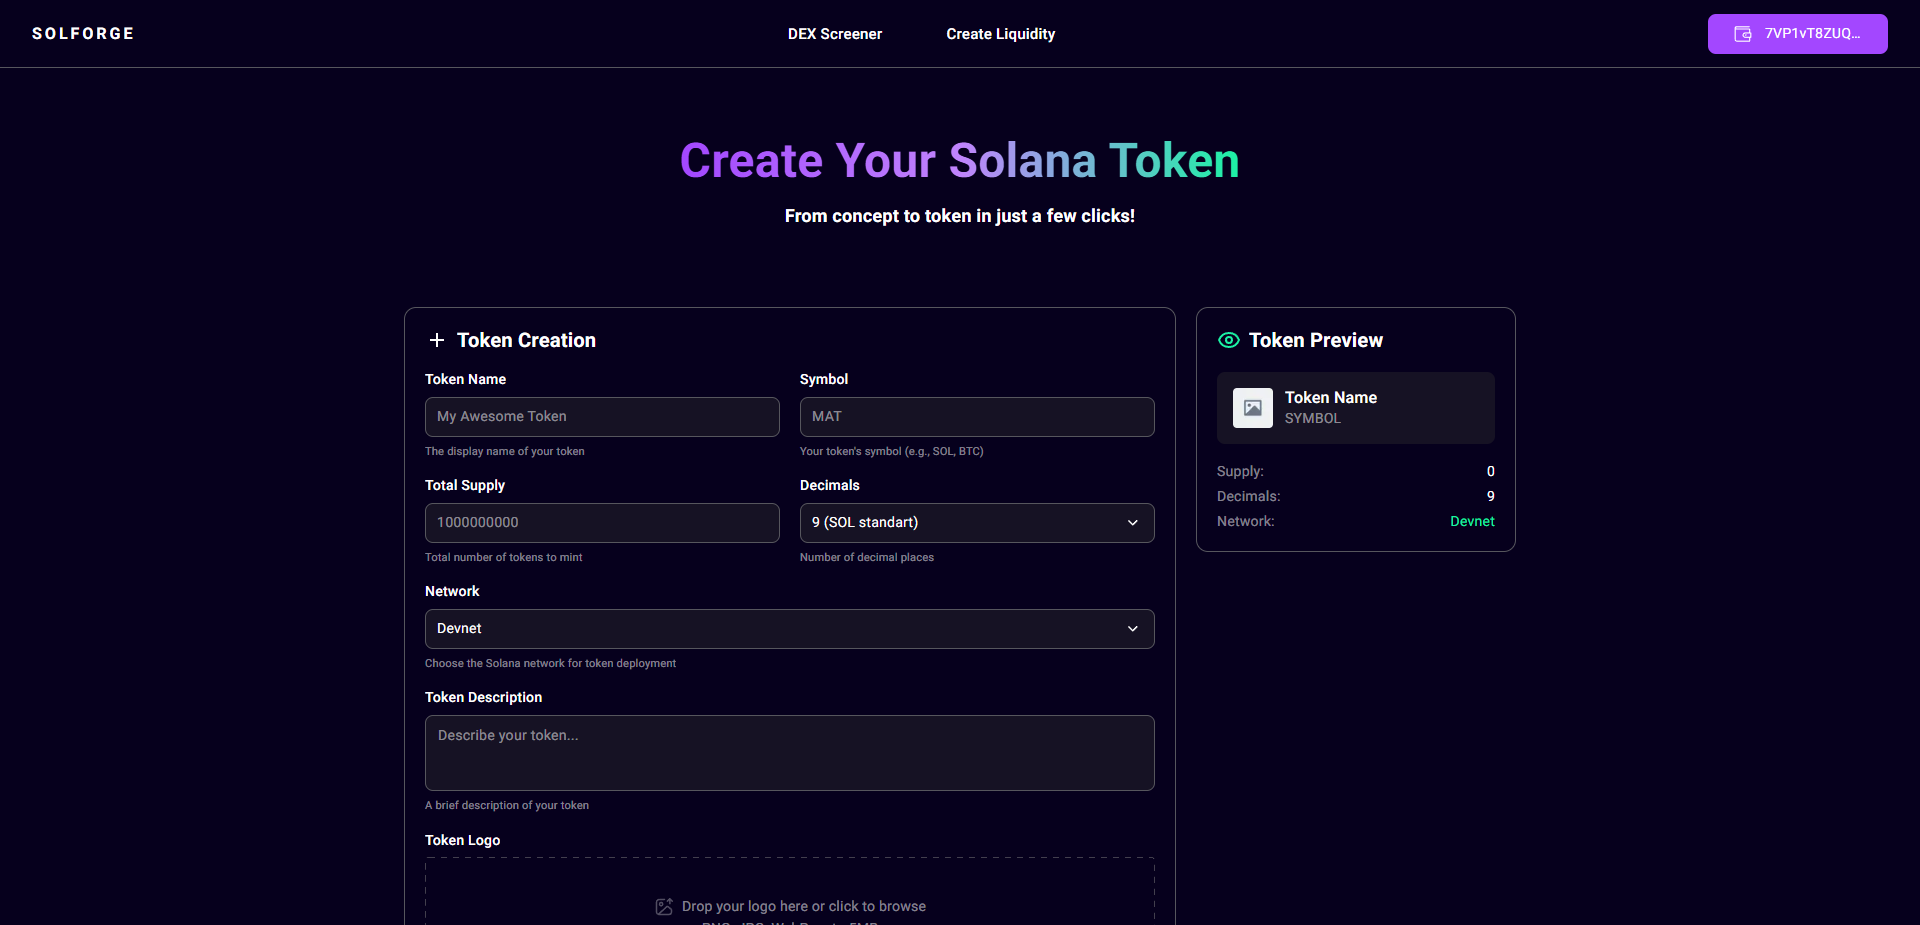 SOLFORGE
DEX Screener
Create Liquidity
7VP1vT8ZUQ...
Create Your Solana Token
From concept to token in just a few clicks!
Token Creation
Token Name
Symbol
My Awesome Token
MAT
The display name of your token
Your token's symbol (e.g., SOL, BTC)
Total Supply
Decimals
1000000000
9 (SOL standart)
Total number of tokens to mint
Number of decimal places
Network
Devnet
Choose the Solana network for token deployment
Token Description
Describe your token...
A brief description of your token
Token Logo
Drop your logo here or click to browse
Token Preview
Token Name
SYMBOL
Supply: 0
Decimals: 9
Network: Devnet